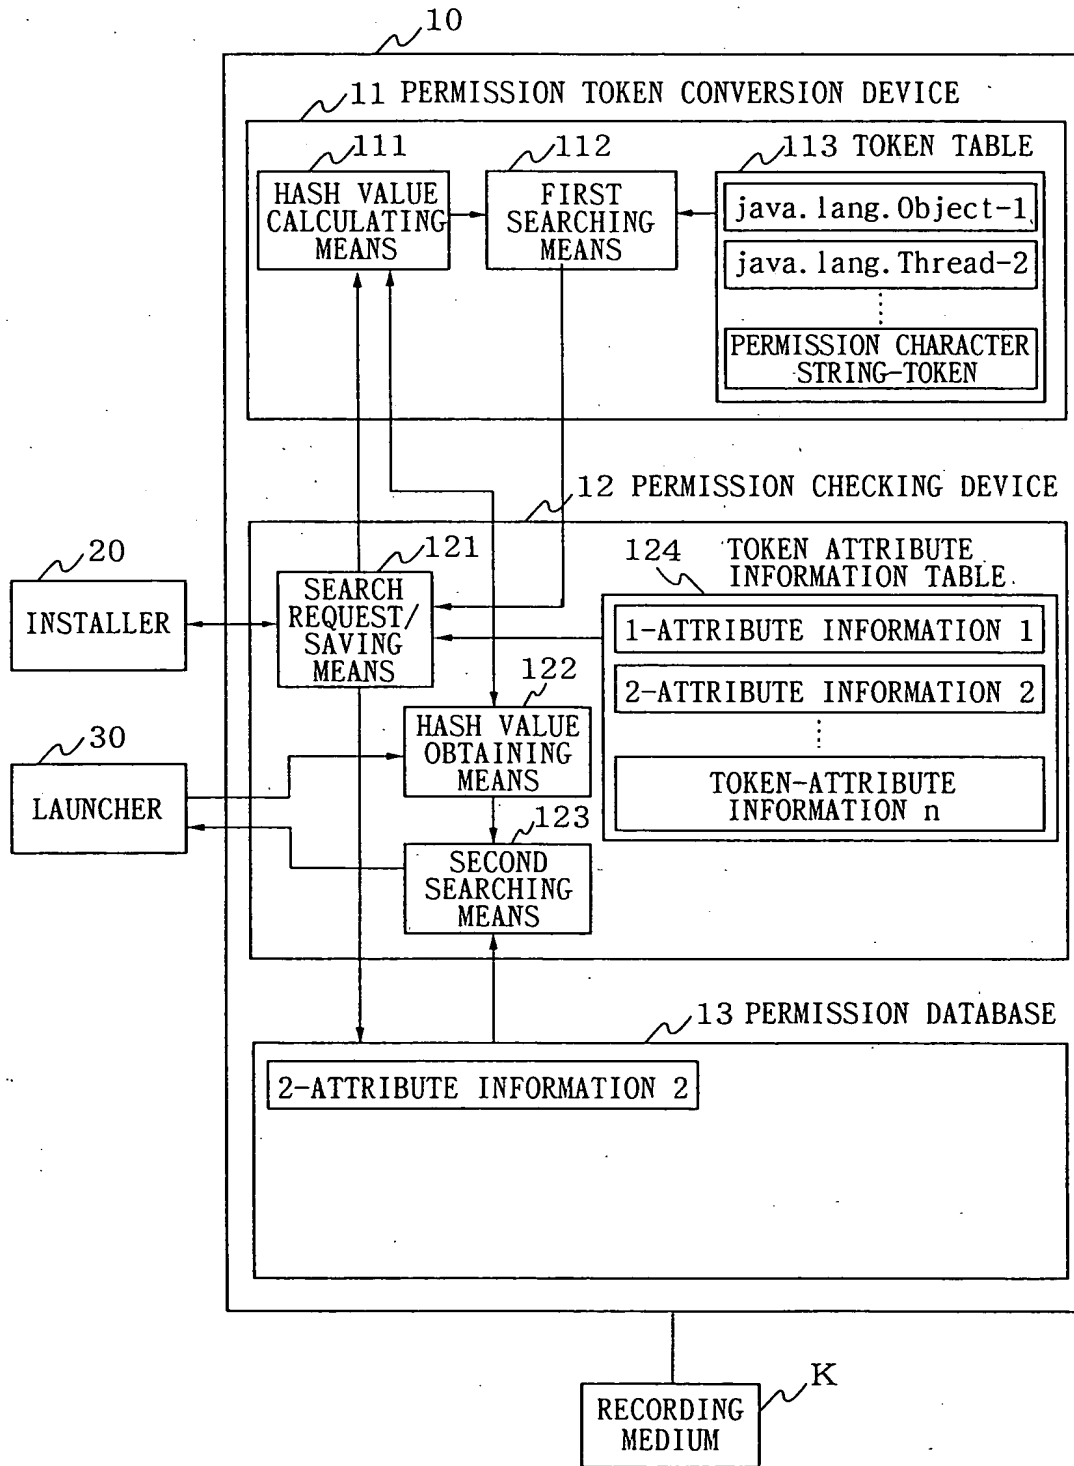 10
11 PERMISSION TOKEN CONVERSION DEVICE
111
112
113 TOKEN TABLE
HASH VALUE
CALCULATING
MEANS
FIRST
SEARCHING
MEANS
java.lang.Object-1
java.lang.Thread-2
PERMISSION CHARACTER
STRING-TOKEN
12 PERMISSION CHECKING DEVICE
20
INSTALLER
121
SEARCH
REQUEST/
SAVING
MEANS
124
TOKEN ATTRIBUTE
INFORMATION TABLE
1-ATTRIBUTE INFORMATION 1
2-ATTRIBUTE INFORMATION 2
TOKEN-ATTRIBUTE
INFORMATION n
122
HASH VALUE
OBTAINING
MEANS
30
LAUNCHER
123
SECOND
SEARCHING
MEANS
13 PERMISSION DATABASE
2-ATTRIBUTE INFORMATION 2
K
RECORDING
MEDIUM